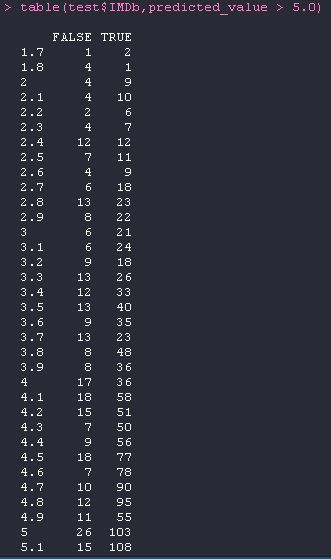 > table(test$IMDb,predicted_value > 5.0)
FALSE TRUE
1.7 1 2
1.8 4 1
2 4 9
2.1 4 10
2.2 2 6
2.3 4 7
2.4 12 12
2.5 7 11
2.6 4 9
2.7 6 18
2.8 13 23
2.9 8 22
3 6 21
3.1 6 24
3.2 9 18
3.3 13 26
3.4 12 33
3.5 13 40
3.6 9 35
3.7 13 23
3.8 8 48
3.9 8 36
4 17 36
4.1 18 58
4.2 15 51
4.3 7 50
4.4 9 56
4.5 18 77
4.6 7 78
4.7 10 90
4.8 12 95
4.9 11 55
5 26 103
5.1 15 108